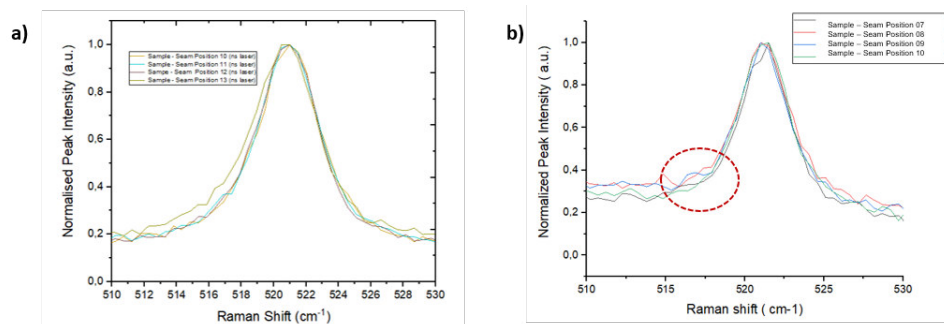 a)
Normalised Peak Intensity (a.u.)
1.0
0.8
0.6
0.4
0.2
0.0
Sample - Seam Position 10 (ns laser)
Sample - Seam Position 11 (ns laser)
Sample - Seam Position 12 (ns laser)
Sample - Seam Position 13 (ns laser)
510 512 514 516 518 520 522 524 526 528 530
Raman Shift (cm⁻¹)
b)
Normalized Peak Intensity ( a.u.)
1,0
0,8
0,6
0,4
0,2
0,0
Sample – Seam Position 07
Sample – Seam Position 08
Sample – Seam Position 09
Sample – Seam Position 10
510 515 520 525 530
Raman shift ( cm-1)